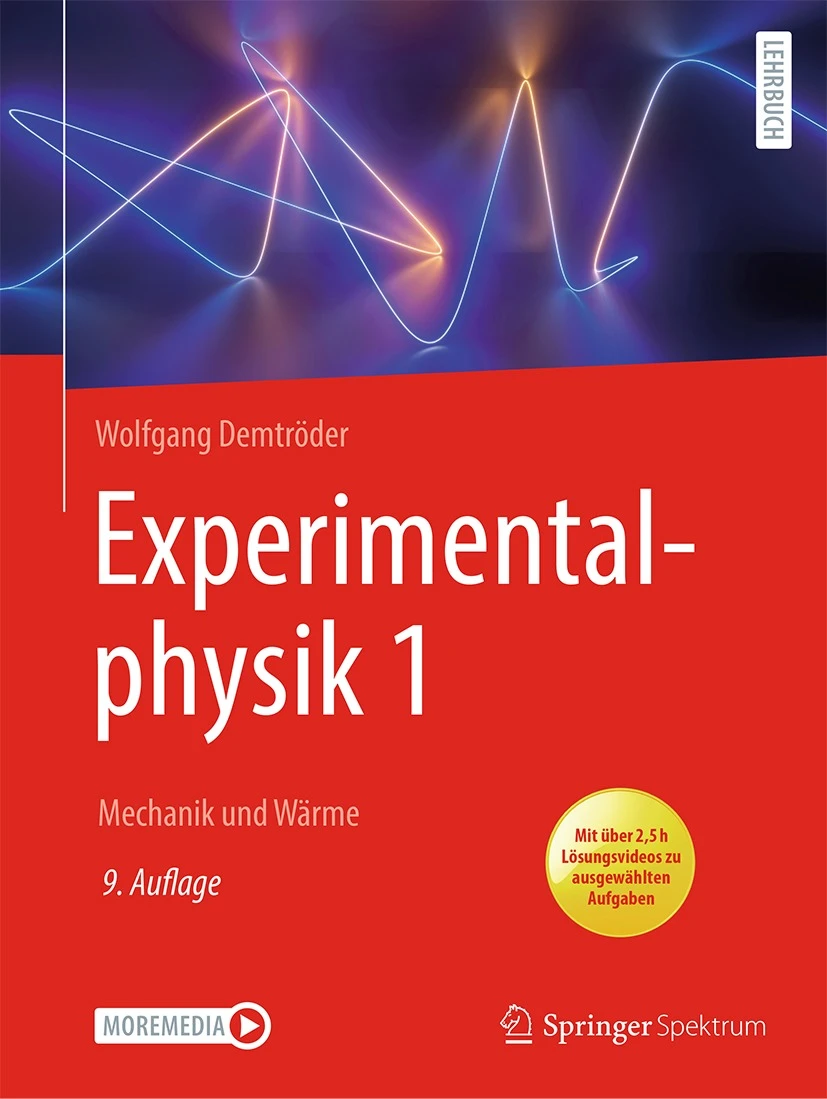 LEHRBUCH
Wolfgang Demtröder
Experimental-
physik 1
Mechanik und Wärme
9. Auflage
Mit über 2,5 h
Lösungsvideos zu
ausgewählten
Aufgaben
MOREMEDIA
Springer Spektrum